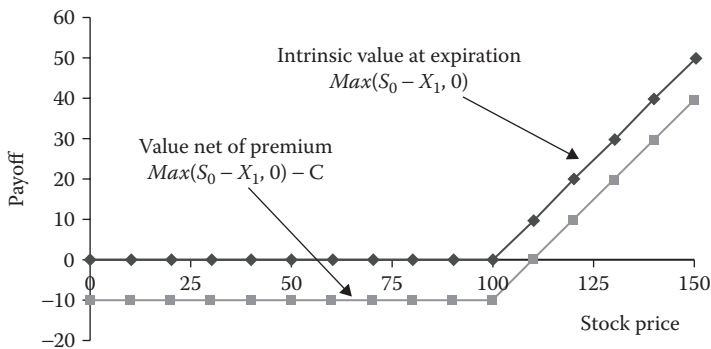 60
50
40
30
20
10
0
−10
−20
Payoff
Intrinsic value at expiration
Max(S0 – X1, 0)
Value net of premium
Max(S0 – X1, 0) – C
0 25 50 75 100 125 150
Stock price